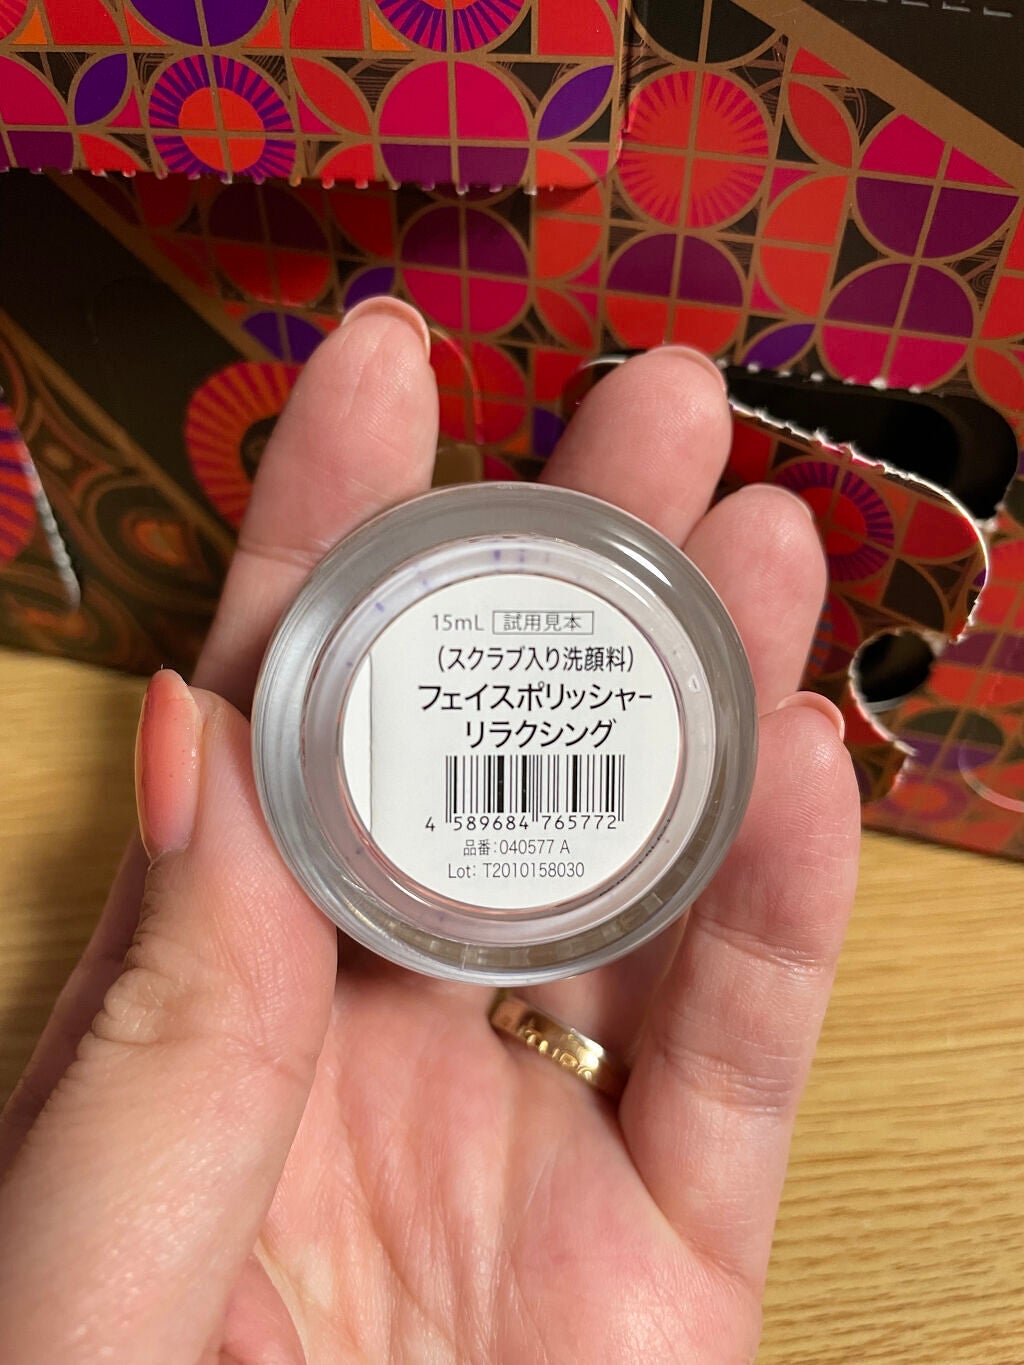 15mL 試用見本
(スクラブ入り洗顔料)
フェイスポリッシャー
リラクシング
4 589684 765772
品番:040577 A
Lot: T2010158030